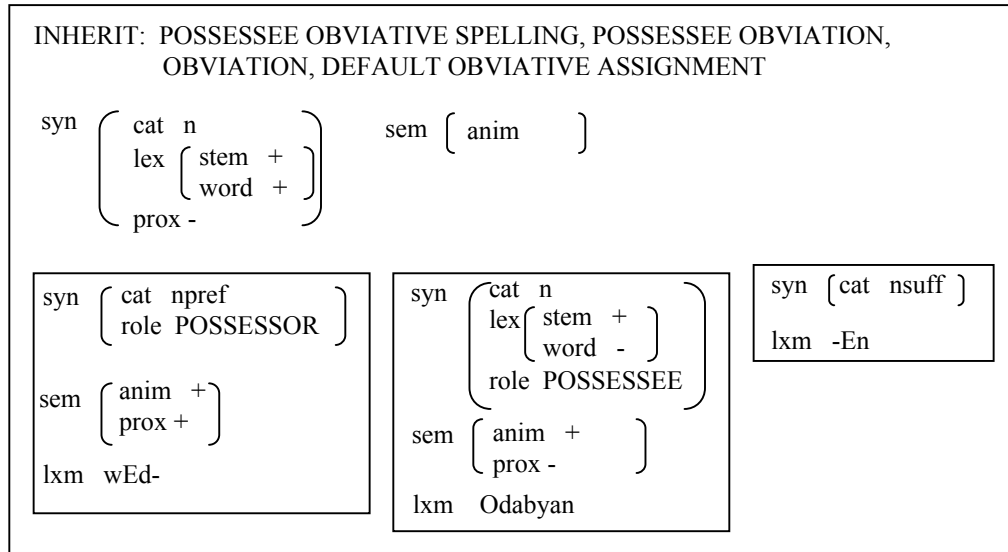 INHERIT: POSSESSEE OBVIATIVE SPELLING, POSSESSEE OBVIATION,
OBVIATION, DEFAULT OBVIATIVE ASSIGNMENT
syn cat n
lex stem +
word +
prox -
sem anim
syn cat npref
role POSSESSOR
sem anim +
prox +
lxm wEd-
syn cat n
lex stem +
word -
role POSSESSEE
sem anim +
prox -
lxm Odabyan
syn cat nsuff
lxm -En